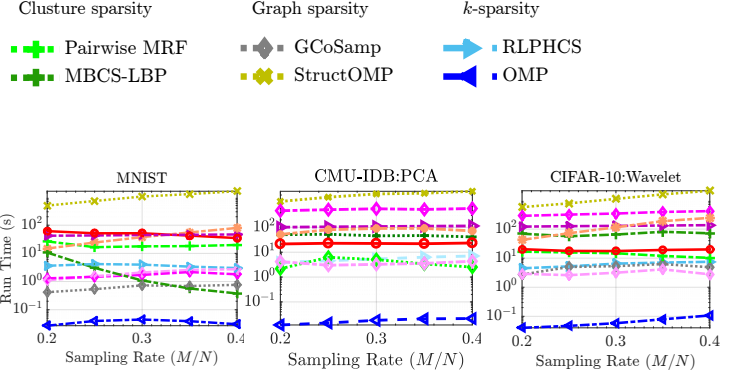 Clusture sparsity Graph sparsity k-sparsity
Pairwise MRF GCoSamp RLPHCS
MBCS-LBP StructOMP OMP
MNIST CMU-IDB:PCA CIFAR-10:Wavelet
Run Time (s)
10^2
10^1
10^0
10^-1
0.2 0.3 0.4
Sampling Rate (M/N)
10^2
10^1
10^0
10^-1
0.2 0.3 0.4
Sampling Rate (M/N)
10^2
10^1
10^0
10^-1
0.2 0.3 0.4
Sampling Rate (M/N)